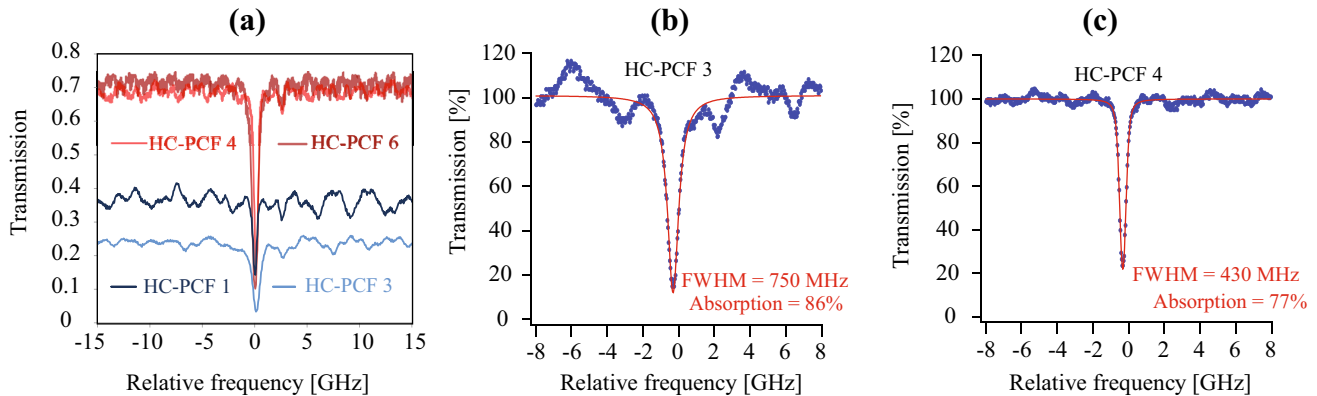 (a)
0.8
0.7
0.6
0.5
0.4
0.3
0.2
0.1
0
Transmission
HC-PCF 4
HC-PCF 6
HC-PCF 1
HC-PCF 3
-15 -10 -5 0 5 10 15
Relative frequency [GHz]
(b)
120
100
80
60
40
20
0
Transmission [%]
HC-PCF 3
FWHM = 750 MHz
Absorption = 86%
-8 -6 -4 -2 0 2 4 6 8
Relative frequency [GHz]
(c)
120
100
80
60
40
20
0
Transmission [%]
HC-PCF 4
FWHM = 430 MHz
Absorption = 77%
-8 -6 -4 -2 0 2 4 6 8
Relative frequency [GHz]